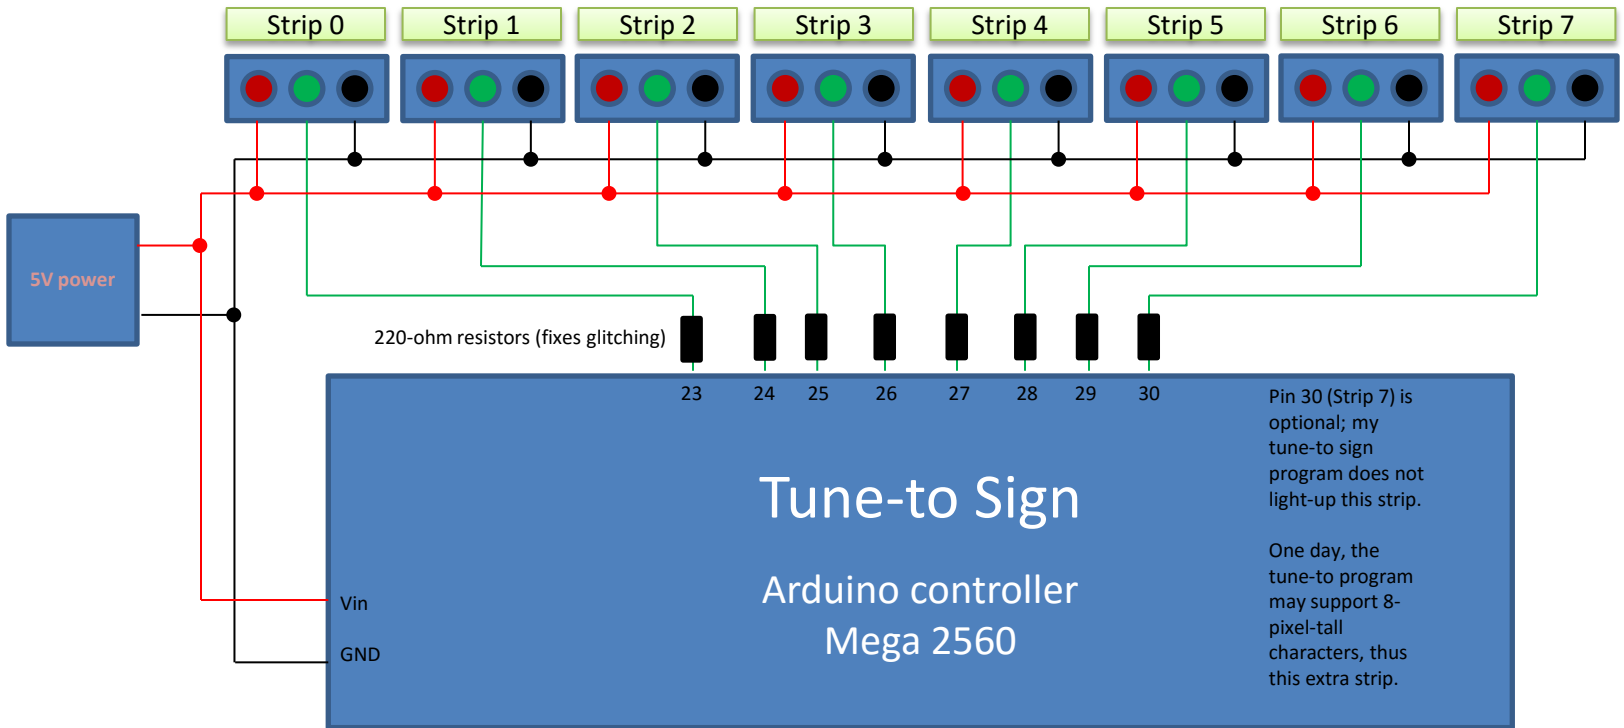 Strip 0 Strip 1 Strip 2 Strip 3 Strip 4 Strip 5 Strip 6 Strip 7
5V power
220-ohm resistors (fixes glitching)
23 24 25 26 27 28 29 30
Pin 30 (Strip 7) is
optional; my
tune-to sign
program does not
light-up this strip.
One day, the
tune-to program
may support 8-
pixel-tall
characters, thus
this extra strip.
Tune-to Sign
Arduino controller
Mega 2560
Vin
GND